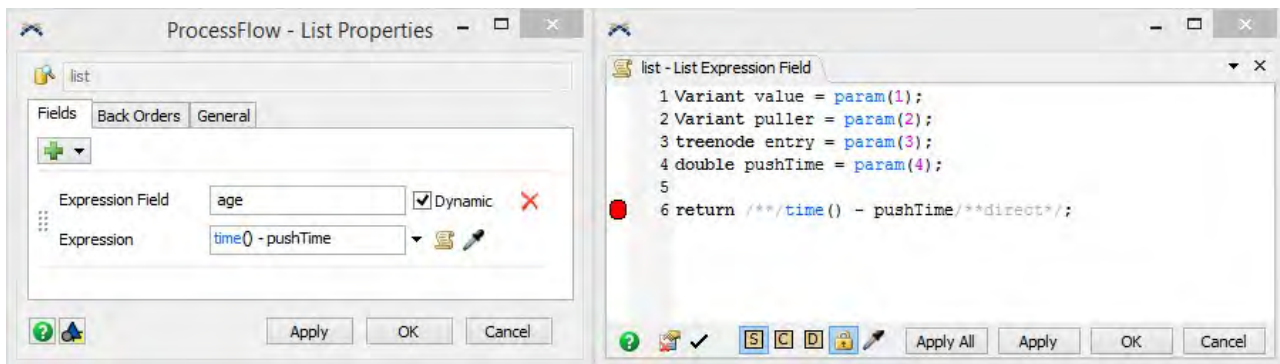 ProcessFlow - List Properties
list
Fields Back Orders General
Expression Field age Dynamic
Expression time() - pushTime
Apply OK Cancel
list - List Expression Field
1 Variant value = param(1);
2 Variant puller = param(2);
3 treenode entry = param(3);
4 double pushTime = param(4);
5
6 return /**/time() - pushTime/**direct*/;
S C D Apply All Apply OK Cancel